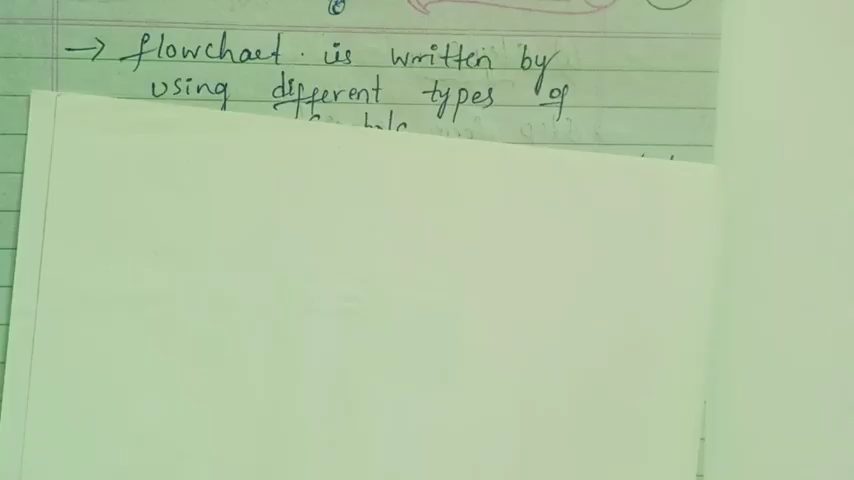 → flowchart is written by
using different types of